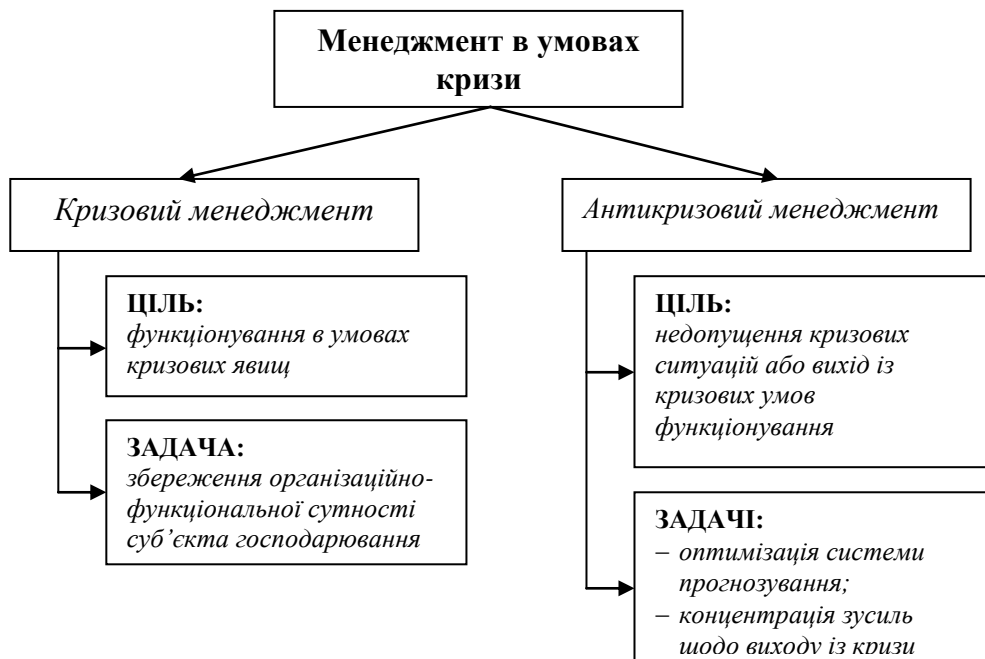 Менеджмент в умовах
кризи
Кризовий менеджмент
ЦІЛЬ:
функціонування в умовах
кризових явищ
ЗАДАЧА:
збереження організаційно-
функціональної сутності
суб’єкта господарювання
Антикризовий менеджмент
ЦІЛЬ:
недопущення кризових
ситуацій або вихід із
кризових умов
функціонування
ЗАДАЧІ:
– оптимізація системи
прогнозування;
– концентрація зусиль
щодо виходу із кризи